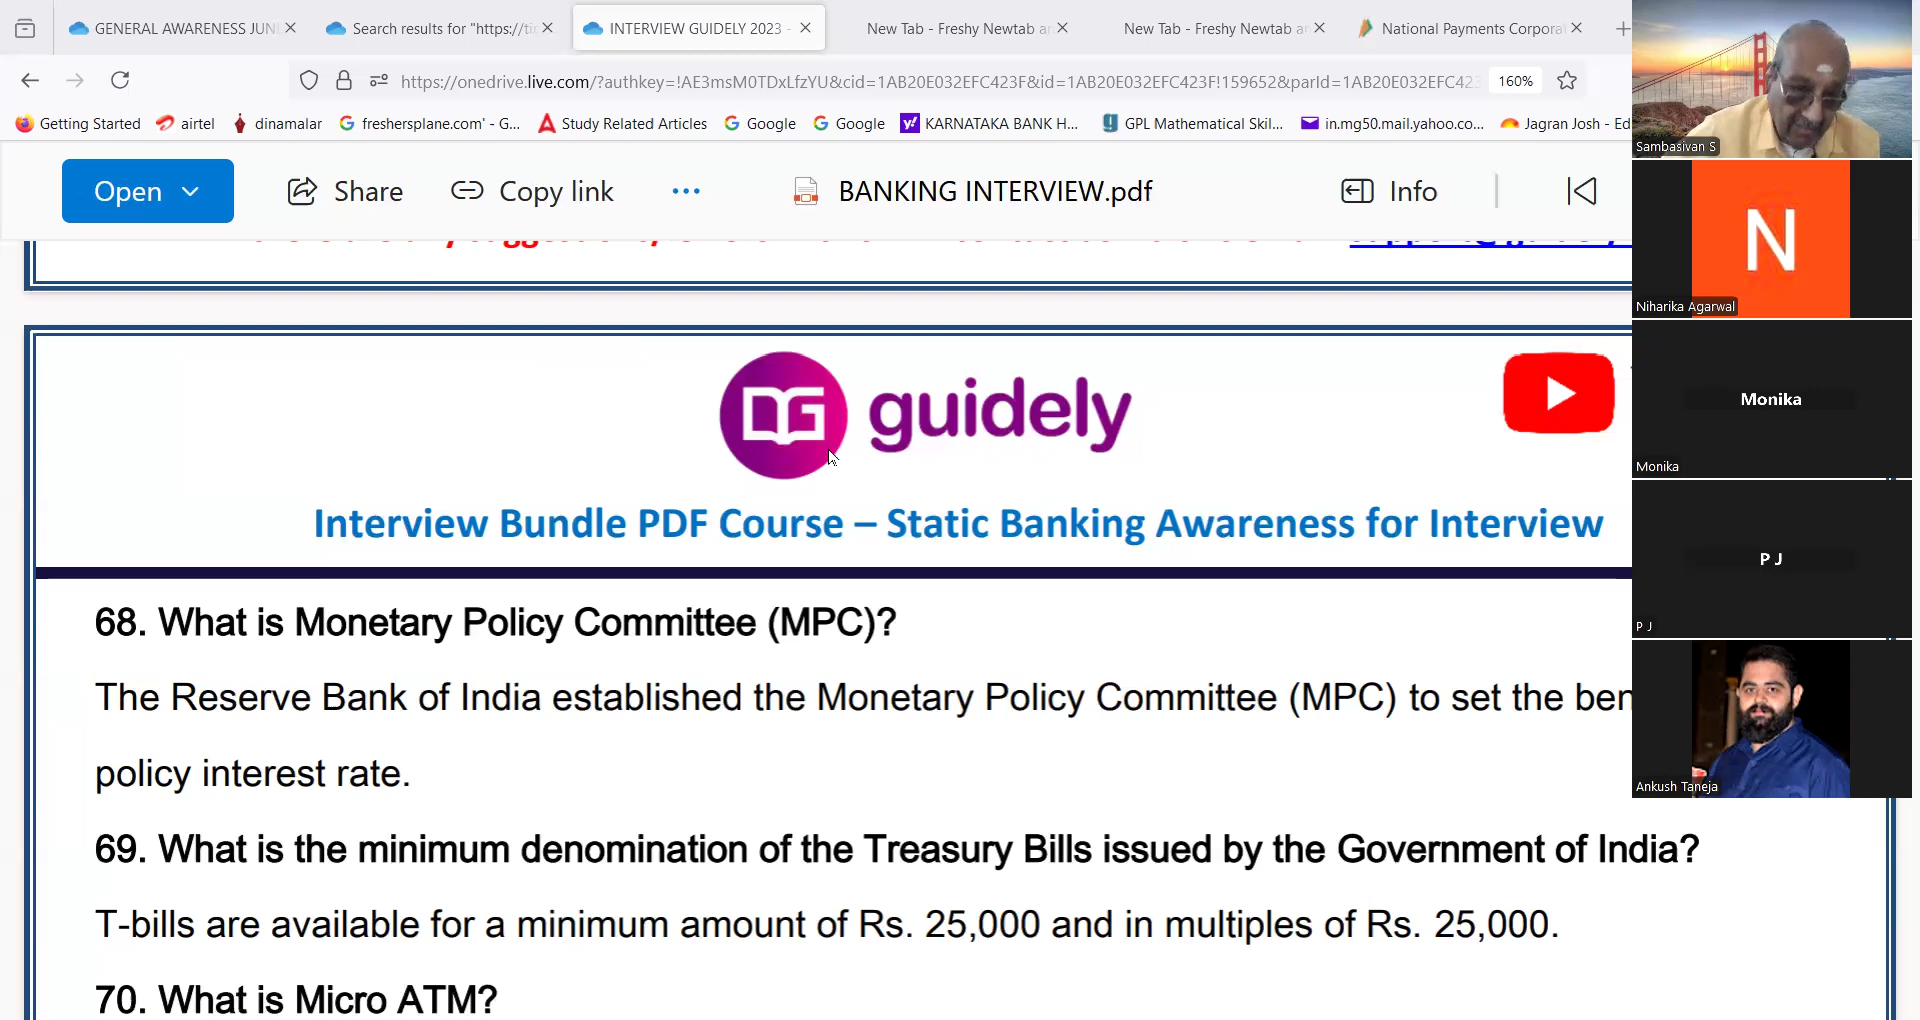 GENERAL AWARENESS JUN
Search results for "https://ti
INTERVIEW GUIDELY 2023 -
New Tab - Freshy Newtab a
New Tab - Freshy Newtab a
National Payments Corporat
https://onedrive.live.com/?authkey=!AE3msM0TDxLfzYU&cid=1AB20E032EFC423F&id=1AB20E032EFC423F!159652&parId=1AB20E032EFC423
160%
Getting Started
airtel
dinamalar
freshersplane.com' - G...
Study Related Articles
Google
Google
KARNATAKA BANK H...
GPL Mathematical Skil...
in.mg50.mail.yahoo.co...
Jagran Josh - Ed
Open
Share
Copy link
BANKING INTERVIEW.pdf
Info
guidely
Interview Bundle PDF Course – Static Banking Awareness for Interview
68. What is Monetary Policy Committee (MPC)?
The Reserve Bank of India established the Monetary Policy Committee (MPC) to set the ben
policy interest rate.
69. What is the minimum denomination of the Treasury Bills issued by the Government of India?
T-bills are available for a minimum amount of Rs. 25,000 and in multiples of Rs. 25,000.
70. What is Micro ATM?
Sambasivan S
N
Niharika Agarwal
Monika
Monika
P J
P J
Ankush Taneja